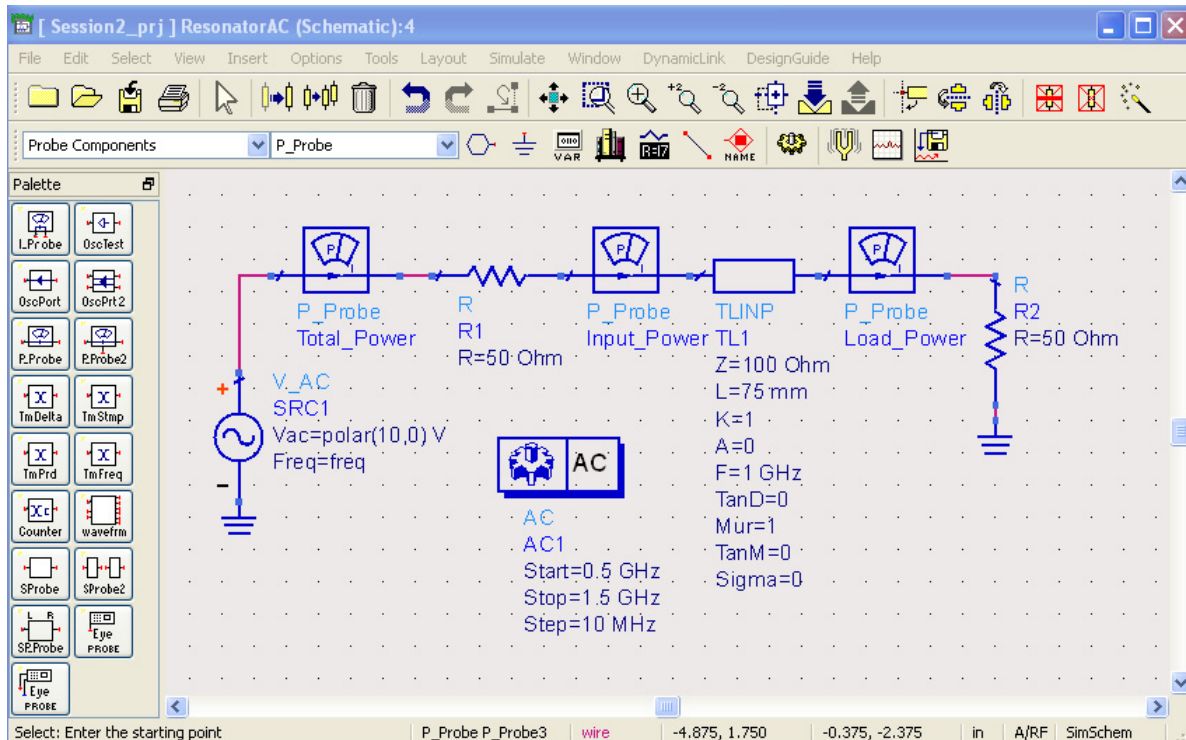 [ Session2_prj ] ResonatorAC (Schematic):4
File Edit Select View Insert Options Tools Layout Simulate Window DynamicLink DesignGuide Help
+2 -2
Probe Components P_Probe VAR NAME
Palette
I_Probe OscTest
OscPort OscPrt2
P_Probe P_Probe2
TmDelta TmStmp
TmPrd TmFreq
Counter wavefrm
SProbe SProbe2
L R
SP_Probe Eye PROBE
Eye PROBE
P P P
P_Probe
Total_Power
R
R1
R=50 Ohm
P_Probe
Input_Power
TLINP
TL1
Z=100 Ohm
L=75 mm
K=1
A=0
F=1 GHz
TanD=0
Mur=1
TanM=0
Sigma=0
P_Probe
Load_Power
R
R2
R=50 Ohm
+
V_AC
SRC1
Vac=polar(10,0) V
Freq=freq
-
AC
AC
AC1
Start=0.5 GHz
Stop=1.5 GHz
Step=10 MHz
Select: Enter the starting point P_Probe P_Probe3 wire -4.875, 1.750 -0.375, -2.375 in A/RF SimSchem